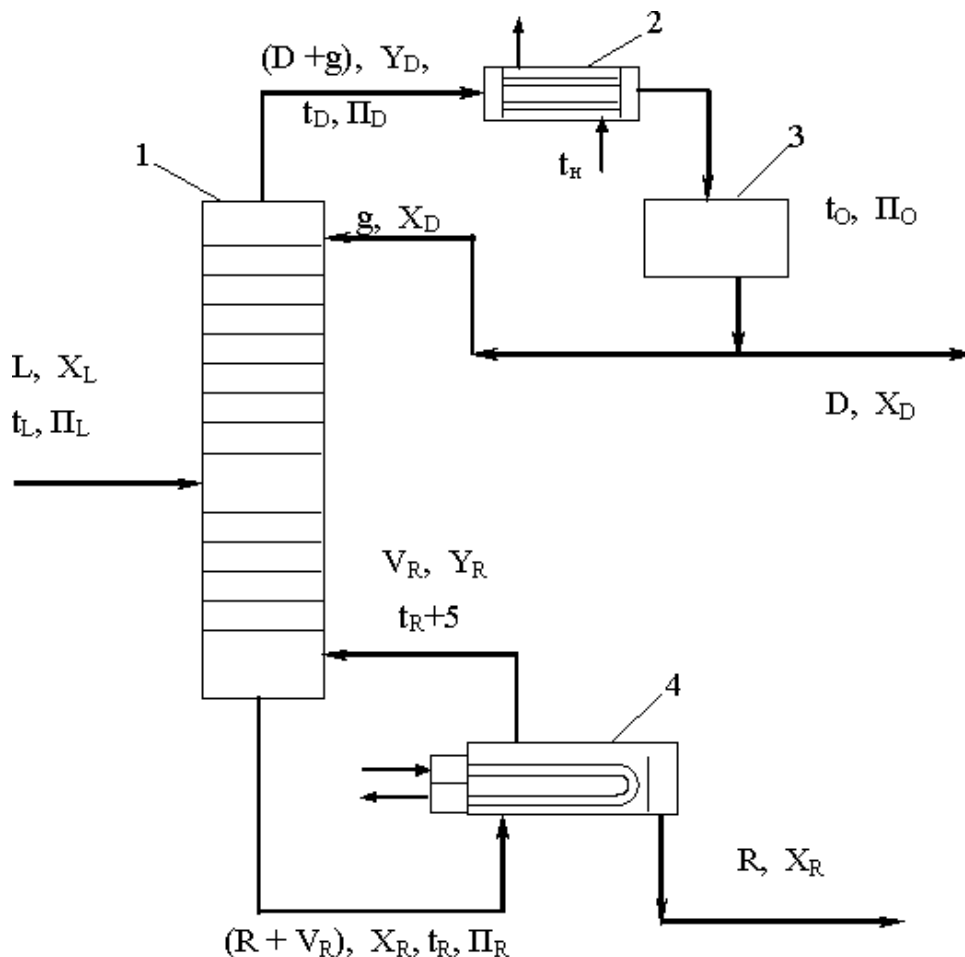 2
(D +g), Y_D,
t_D, П_D
1
t_н
3
t_O, П_O
g, X_D
L, X_L
t_L, П_L
D, X_D
V_R, Y_R
t_R+5
4
R, X_R
(R + V_R), X_R, t_R, П_R